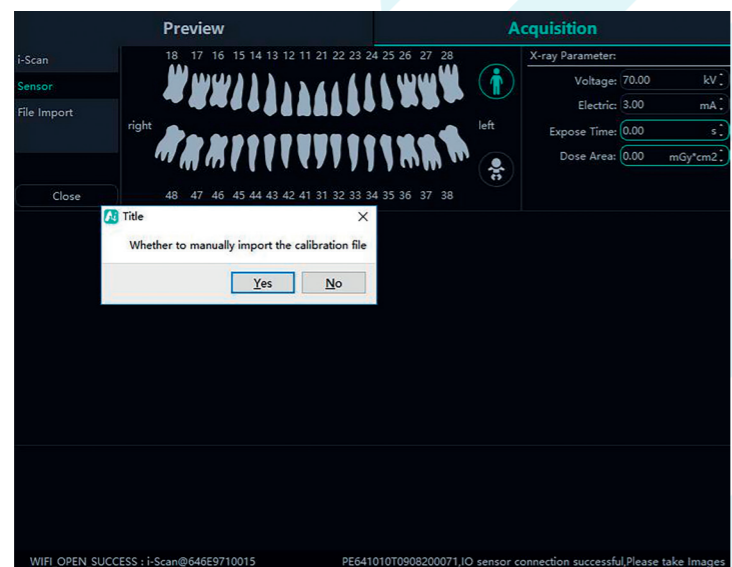 Preview
Acquisition
i-Scan
Sensor
File Import
Close
18 17 16 15 14 13 12 11 21 22 23 24 25 26 27 28
right
left
48 47 46 45 44 43 42 41 31 32 33 34 35 36 37 38
X-ray Parameter:
Voltage: 70.00 kV
Electric: 3.00 mA
Expose Time: 0.00 s
Dose Area: 0.00 mGy*cm2
Title
Whether to manually import the calibration file
Yes No
WIFI OPEN SUCCESS : i-Scan@646E9710015 PE641010T0908200071,IO sensor connection successful,Please take Images